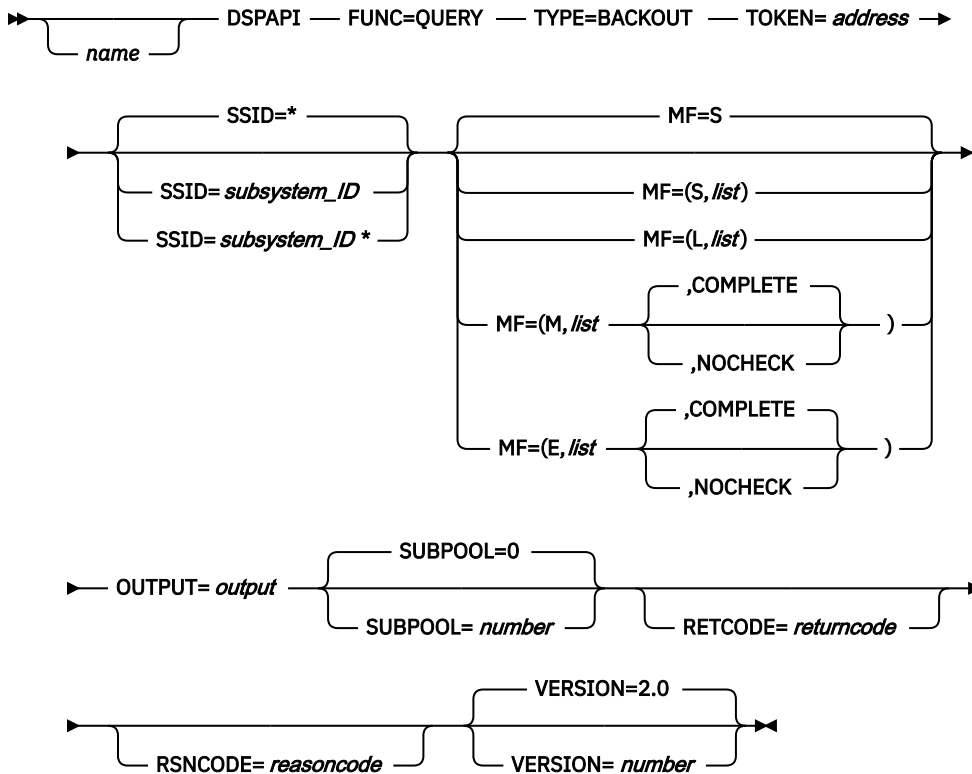 DSPAPI FUNC=QUERY TYPE=BACKOUT TOKEN= address
name
SSID=*
SSID= subsystem_ID
SSID= subsystem_ID *
MF=S
MF=(S, list)
MF=(L, list)
,COMPLETE
MF=(M, list )
,NOCHECK
,COMPLETE
MF=(E, list )
,NOCHECK
SUBPOOL=0
OUTPUT= output
SUBPOOL= number
RETCODE= returncode
VERSION=2.0
RSNCODE= reasoncode
VERSION= number